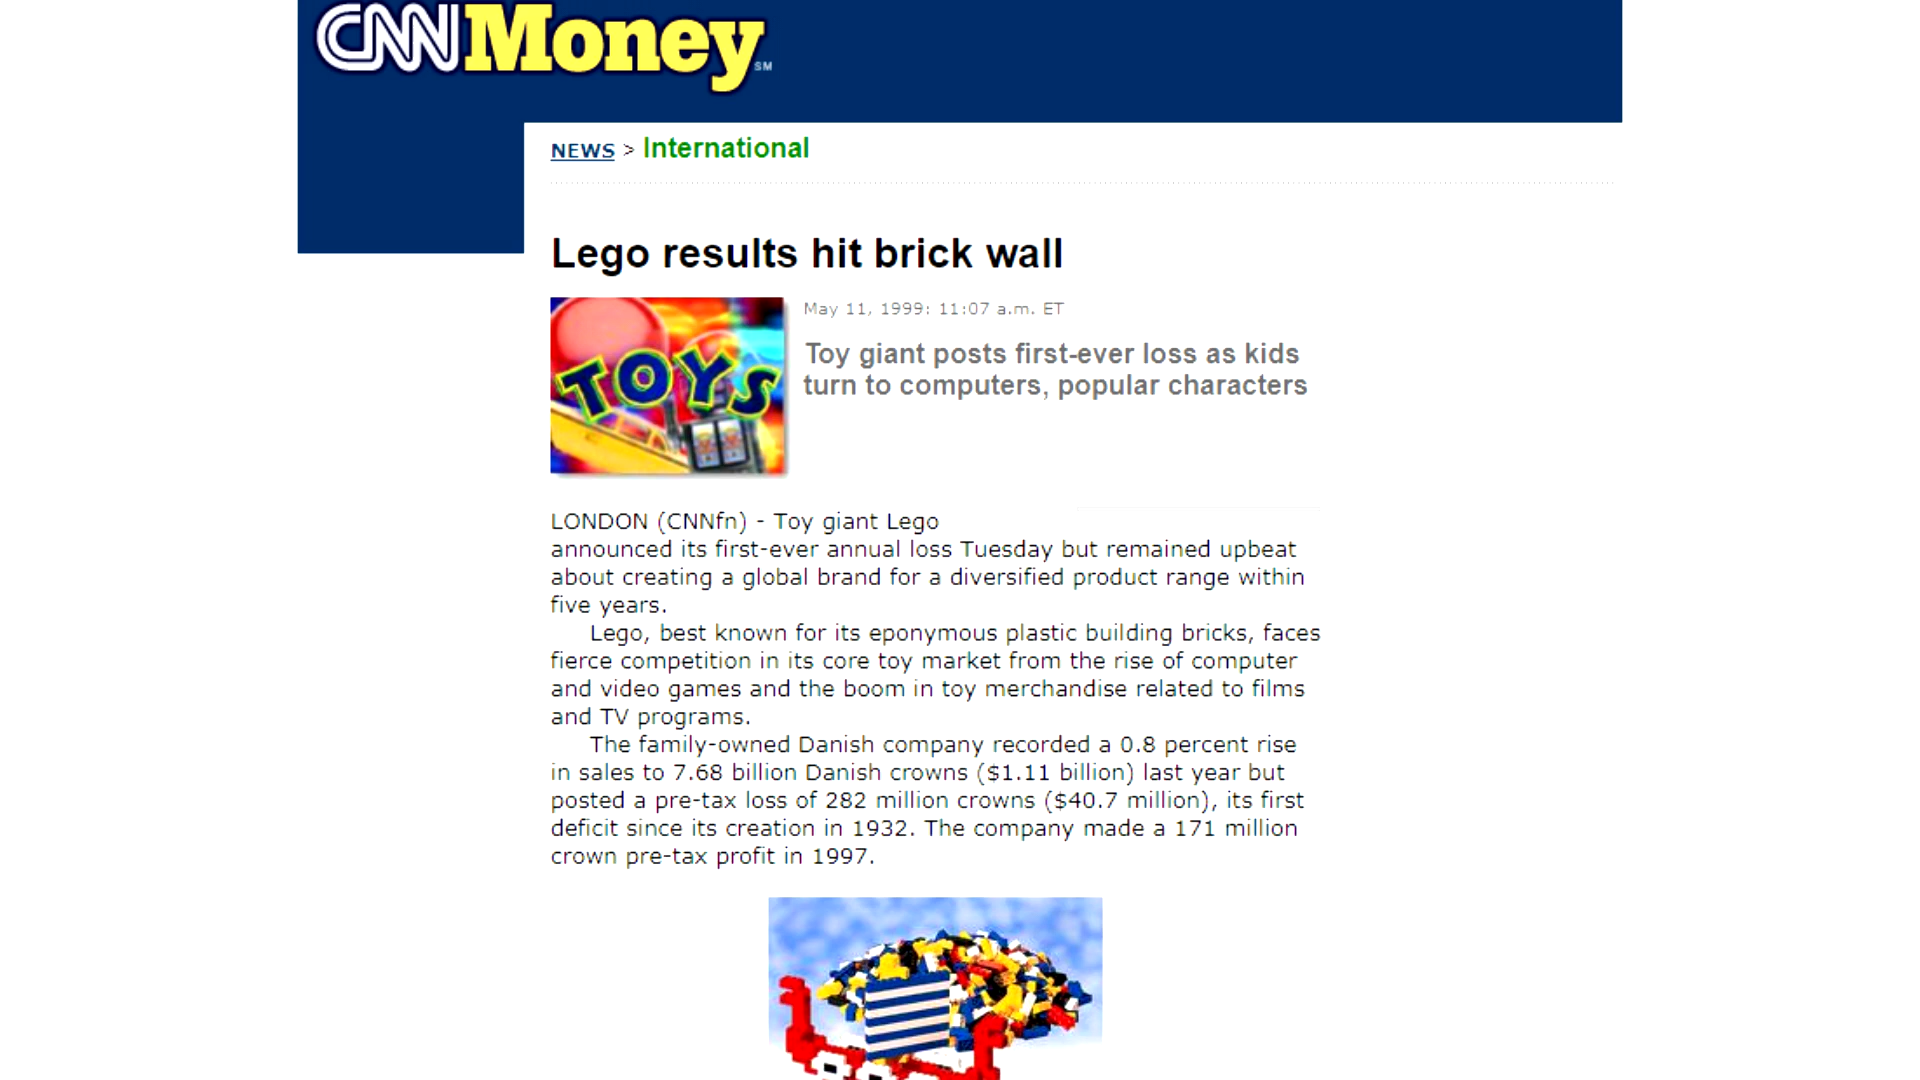 CNNMoney SM
NEWS > International
Lego results hit brick wall
TOYS
May 11, 1999: 11:07 a.m. ET
Toy giant posts first-ever loss as kids
turn to computers, popular characters
LONDON (CNNfn) - Toy giant Lego
announced its first-ever annual loss Tuesday but remained upbeat
about creating a global brand for a diversified product range within
five years.
Lego, best known for its eponymous plastic building bricks, faces
fierce competition in its core toy market from the rise of computer
and video games and the boom in toy merchandise related to films
and TV programs.
The family-owned Danish company recorded a 0.8 percent rise
in sales to 7.68 billion Danish crowns ($1.11 billion) last year but
posted a pre-tax loss of 282 million crowns ($40.7 million), its first
deficit since its creation in 1932. The company made a 171 million
crown pre-tax profit in 1997.